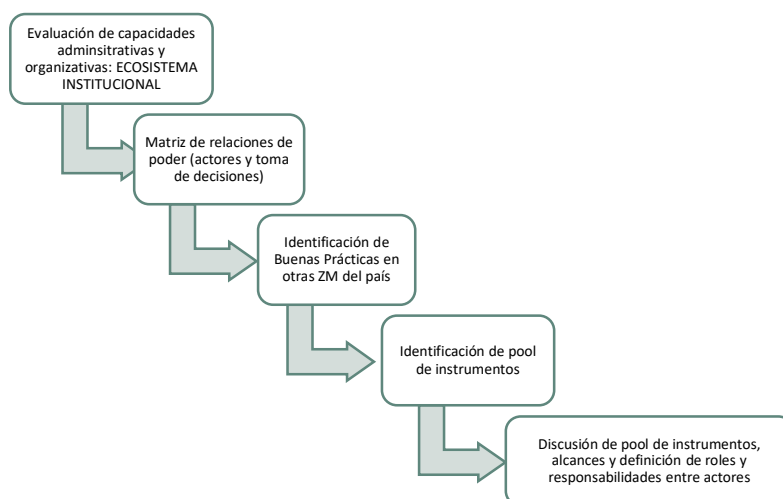 Evaluación de capacidades
adminsitrativas y
organizativas: ECOSISTEMA
INSTITUCIONAL
Matriz de relaciones de
poder (actores y toma
de decisiones)
Identificación de
Buenas Prácticas en
otras ZM del país
Identificación de pool
de instrumentos
Discusión de pool de instrumentos,
alcances y definición de roles y
responsabilidades entre actores